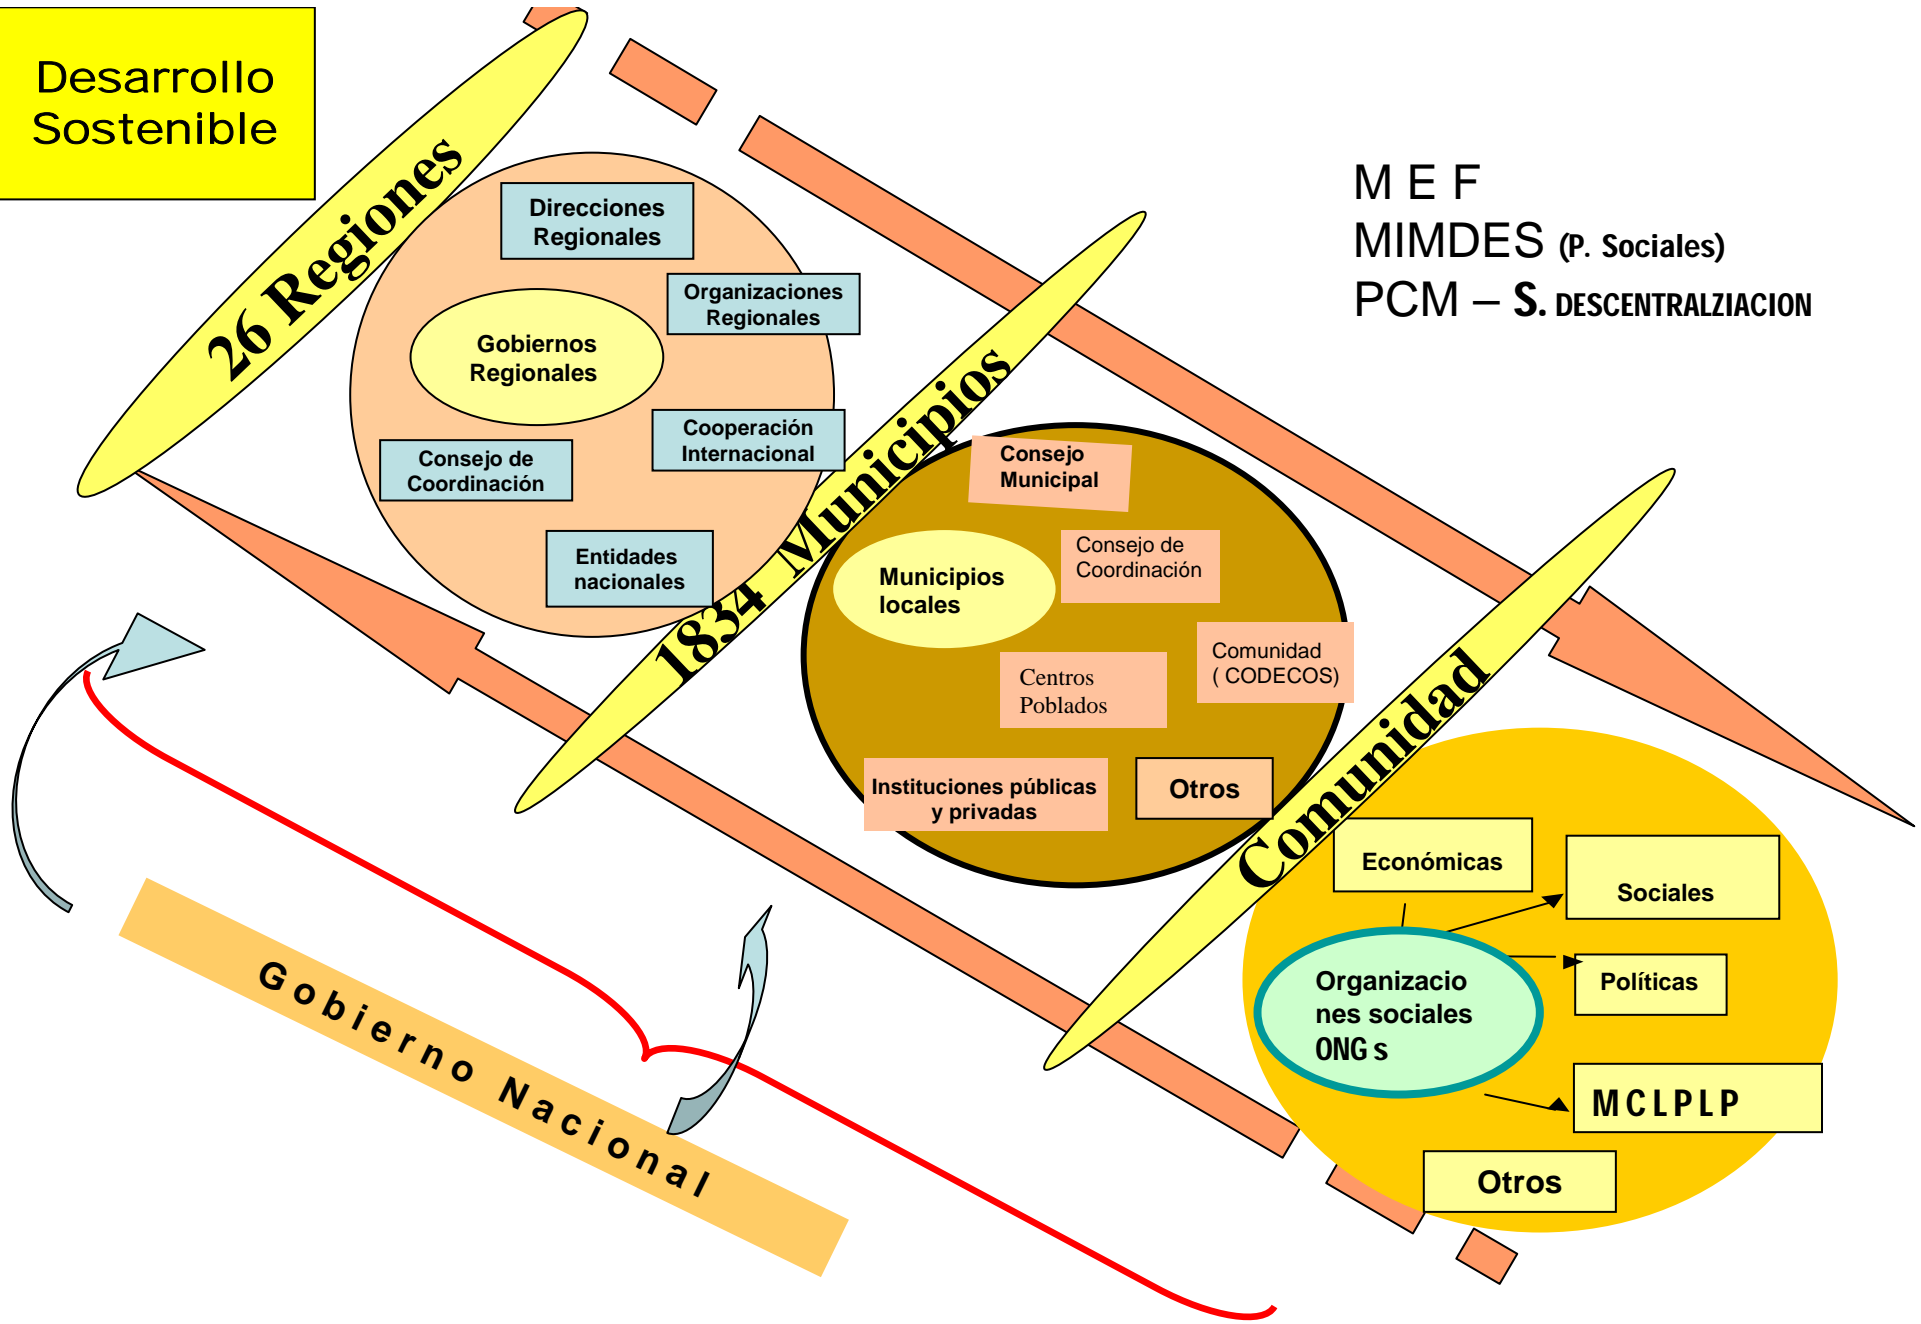 Desarrollo
Sostenible
M E F
MIMDES (P. Sociales)
PCM – S. DESCENTRALZIACION
26 Regiones
Direcciones
Regionales
Organizaciones
Regionales
Gobiernos
Regionales
Cooperación
Internacional
Consejo de
Coordinación
Entidades
nacionales
1834 Municipios
Consejo
Municipal
Consejo de
Coordinación
Municipios
locales
Comunidad
( CODECOS)
Centros
Poblados
Instituciones públicas
y privadas
Otros
Comunidad
Económicas
Sociales
Políticas
Organizacio
nes sociales
ONG s
MCLPLP
Otros
Gobierno Nacional